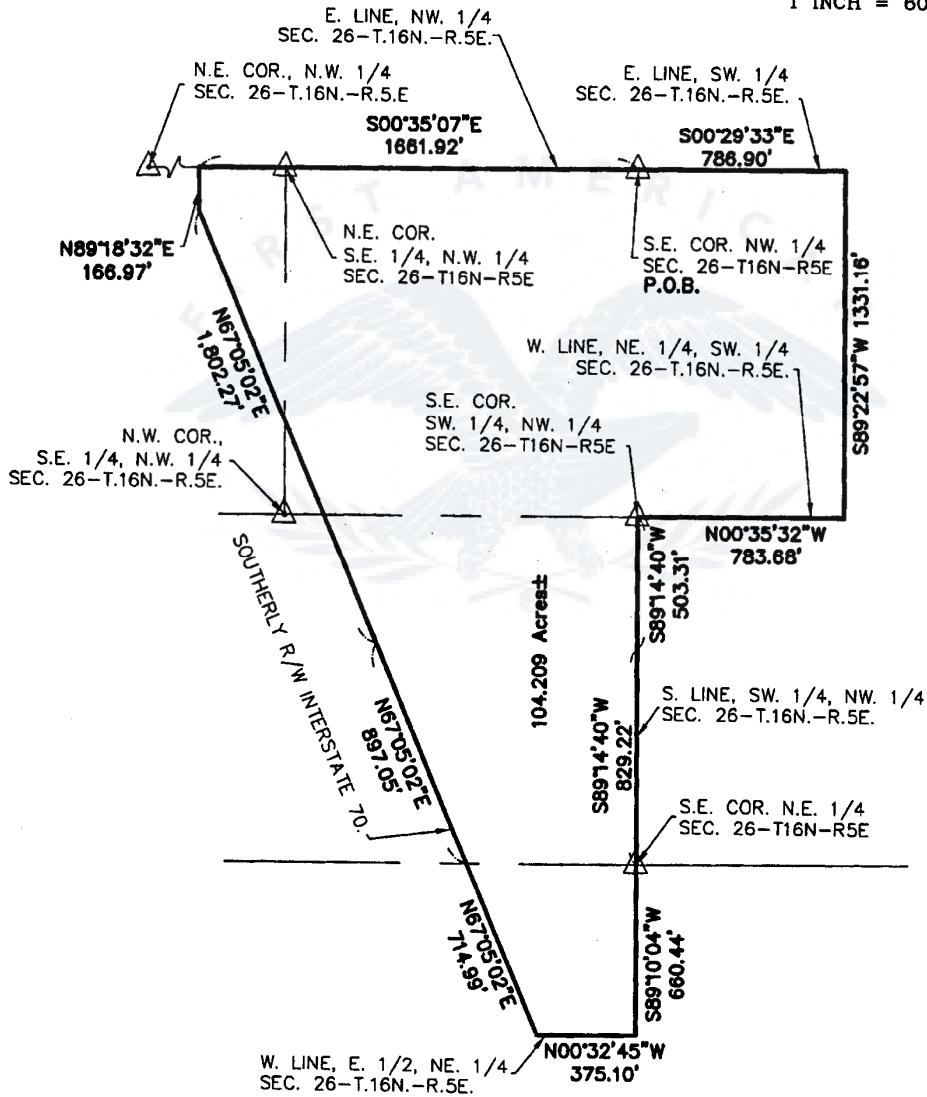 1 INCH = 60
E. LINE, NW. 1/4
SEC. 26-T.16N.-R.5E.
N.E. COR., N.W. 1/4
SEC. 26-T.16N.-R.5.E
E. LINE, SW. 1/4
SEC. 26-T.16N.-R.5E.
S00°35'07"E
1661.92'
S00°29'33"E
786.90'
FIRST AMERIC
N89°18'32"E
166.97'
N.E. COR.
S.E. 1/4, N.W. 1/4
SEC. 26-T16N-R5E
S.E. COR. NW. 1/4
SEC. 26-T16N-R5E
P.O.B.
S89°22'57"W 1331.16'
N67°05'02"E
1,802.27'
W. LINE, NE. 1/4, SW. 1/4
SEC. 26-T.16N.-R.5E.
S.E. COR.
SW. 1/4, NW. 1/4
SEC. 26-T16N-R5E
N.W. COR.,
S.E. 1/4, N.W. 1/4
SEC. 26-T.16N.-R.5E.
N00°35'32"W
783.68'
S89°14'40"W
503.31'
SOUTHERLY R/W INTERSTATE 70.
104.209 Acres±
N67°05'02"E
897.05'
S89°14'40"W
829.22'
S. LINE, SW. 1/4, NW. 1/4
SEC. 26-T.16N.-R.5E.
S.E. COR. N.E. 1/4
SEC. 26-T16N-R5E
N67°05'02"E
714.99'
S89°10'04"W
660.44'
N00°32'45"W
375.10'
W. LINE, E. 1/2, NE. 1/4
SEC. 26-T.16N.-R.5E.